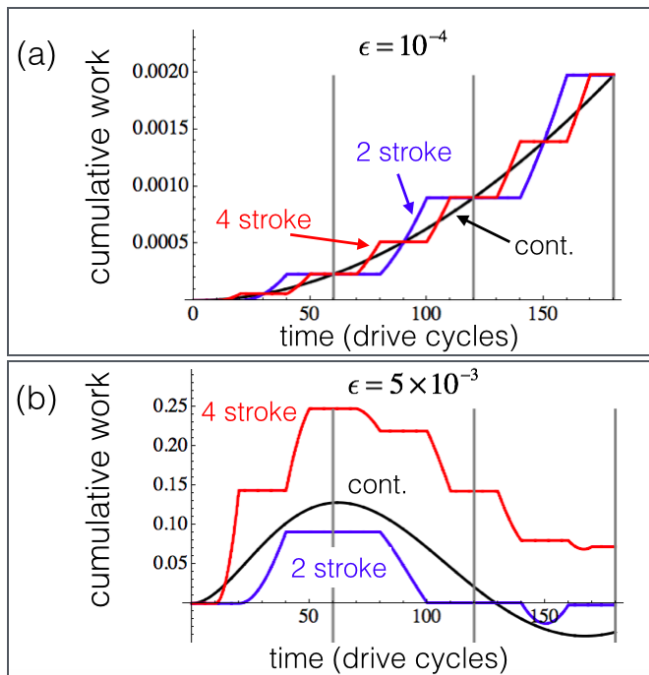 (a)
ϵ = 10⁻⁴
cumulative work
0.0020
0.0015
0.0010
0.0005
2 stroke
4 stroke
cont.
0
50
100
150
time (drive cycles)
(b)
ϵ = 5 × 10⁻³
cumulative work
0.25
0.20
0.15
0.10
0.05
4 stroke
cont.
2 stroke
50
100
150
time (drive cycles)